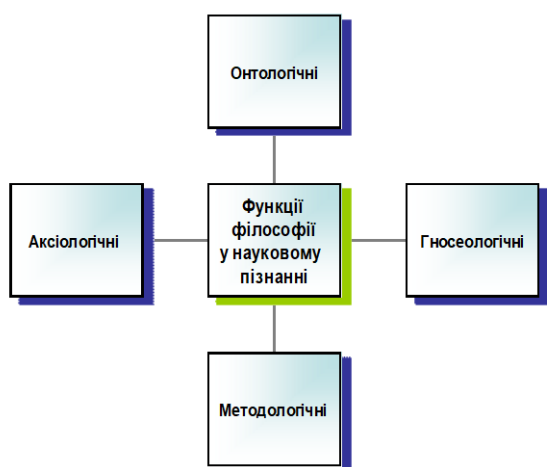 Онтологічні
Аксіологічні
Функції
філософії
у науковому
пізнанні
Гносеологічні
Методологічні